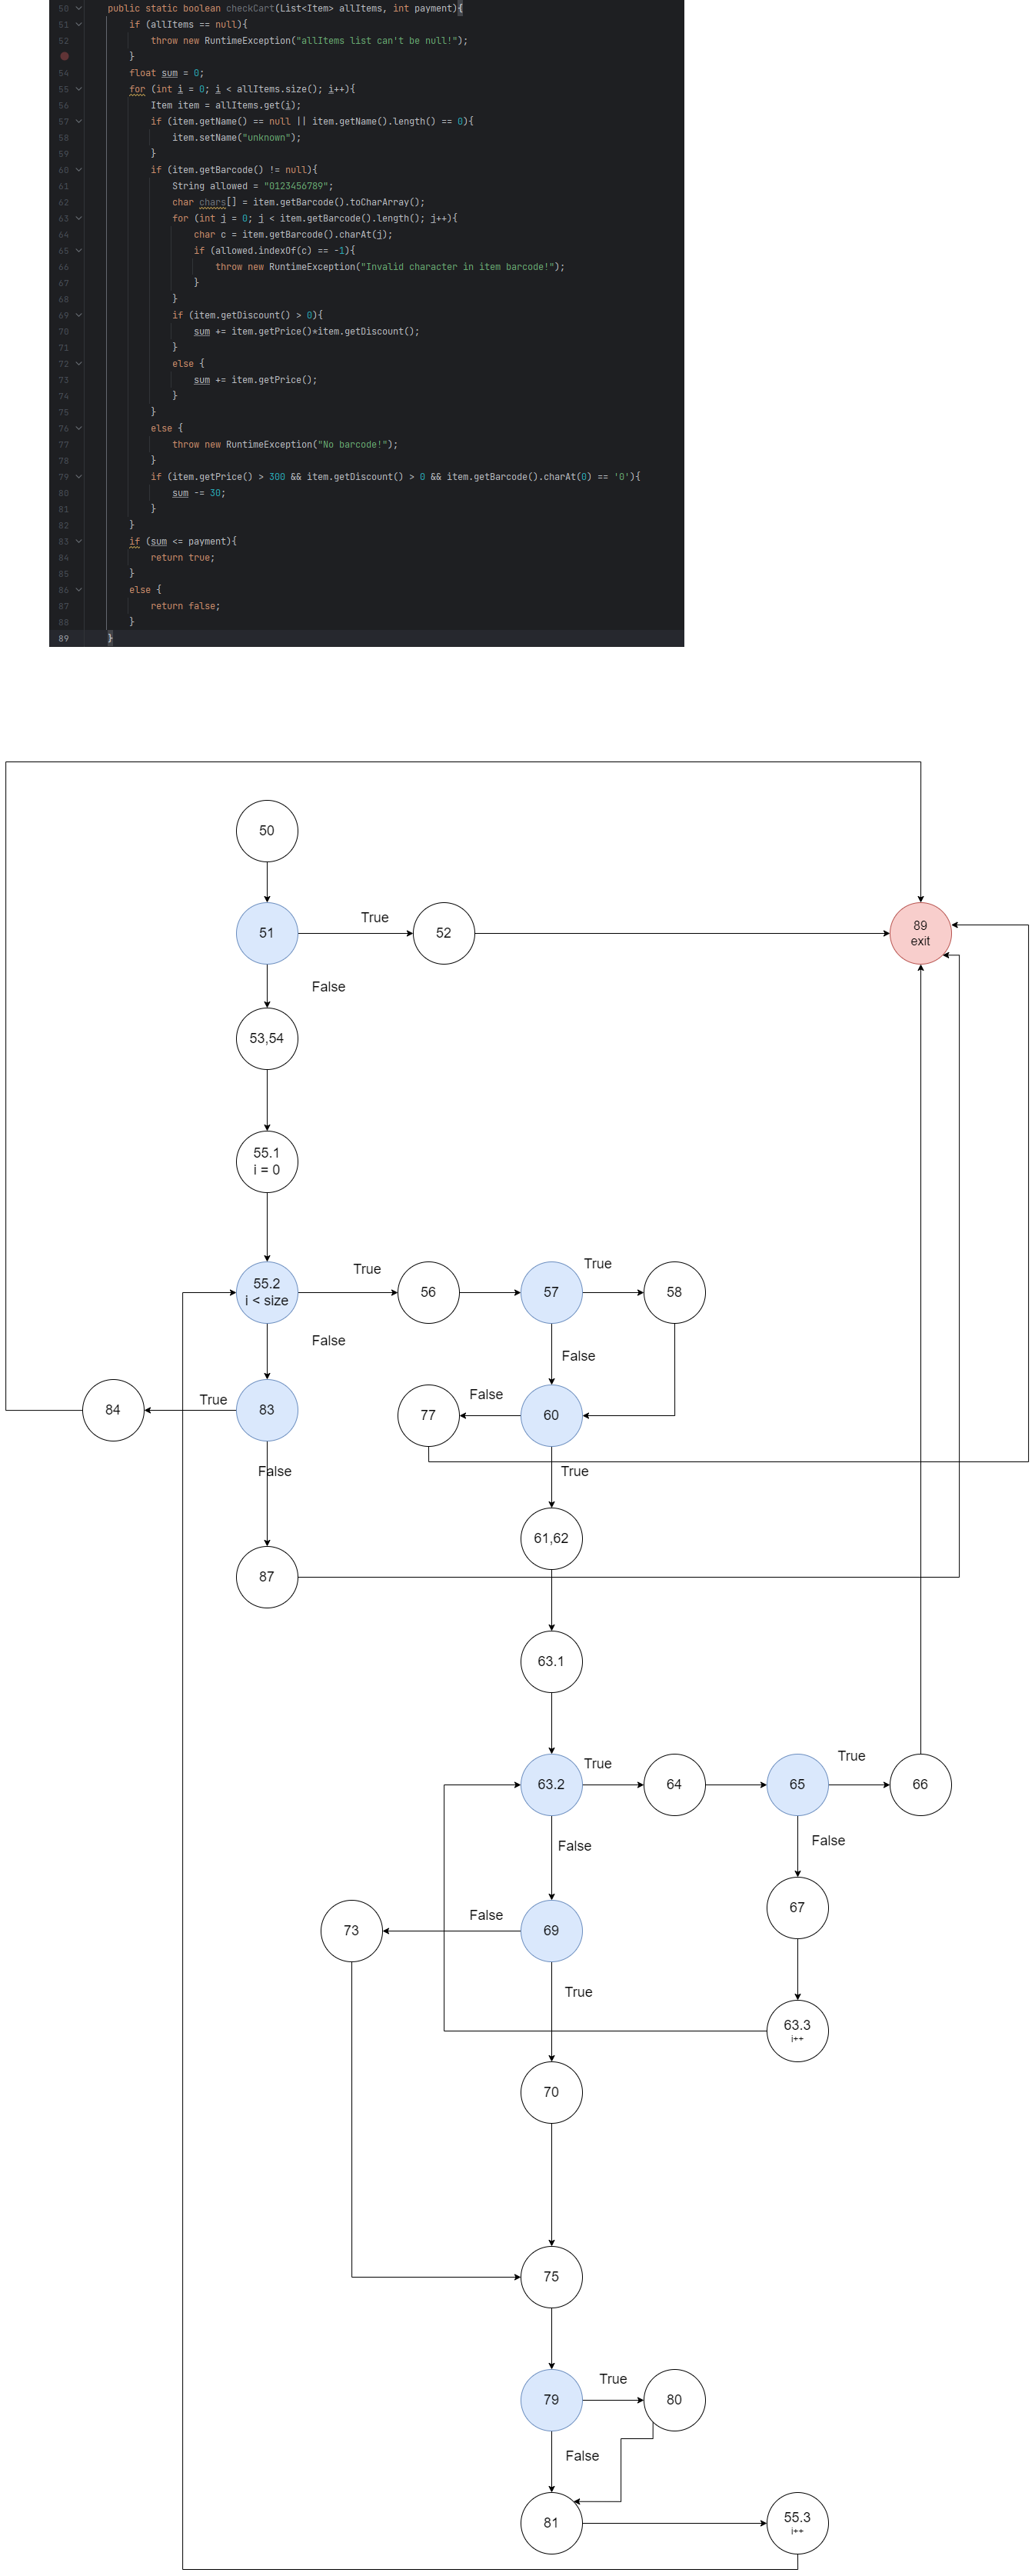 50 public static boolean checkCart(List<Item> allItems, int payment){
51 if (allItems == null){
52 throw new RuntimeException("allItems list can't be null!");
}
54 float sum = 0;
55 for (int i = 0; i < allItems.size(); i++){
56 Item item = allItems.get(i);
57 if (item.getName() == null || item.getName().length() == 0){
58 item.setName("unknown");
59 }
60 if (item.getBarcode() != null){
61 String allowed = "0123456789";
62 char chars[] = item.getBarcode().toCharArray();
63 for (int j = 0; j < item.getBarcode().length(); j++){
64 char c = item.getBarcode().charAt(j);
65 if (allowed.indexOf(c) == -1){
66 throw new RuntimeException("Invalid character in item barcode!");
67 }
68 }
69 if (item.getDiscount() > 0){
70 sum += item.getPrice()*item.getDiscount();
71 }
72 else {
73 sum += item.getPrice();
74 }
75 }
76 else {
77 throw new RuntimeException("No barcode!");
78 }
79 if (item.getPrice() > 300 && item.getDiscount() > 0 && item.getBarcode().charAt(0) == '0'){
80 sum -= 30;
81 }
82 }
83 if (sum <= payment){
84 return true;
85 }
86 else {
87 return false;
88 }
89 }
50
51
True
52
89
exit
False
53,54
55.1
i = 0
55.2
i < size
True
56
57
True
58
False
False
84
True
83
77
False
60
False
True
61,62
87
63.1
63.2
True
64
65
True
66
False
False
67
73
False
69
True
63.3
i++
70
75
79
True
80
False
81
55.3
i++